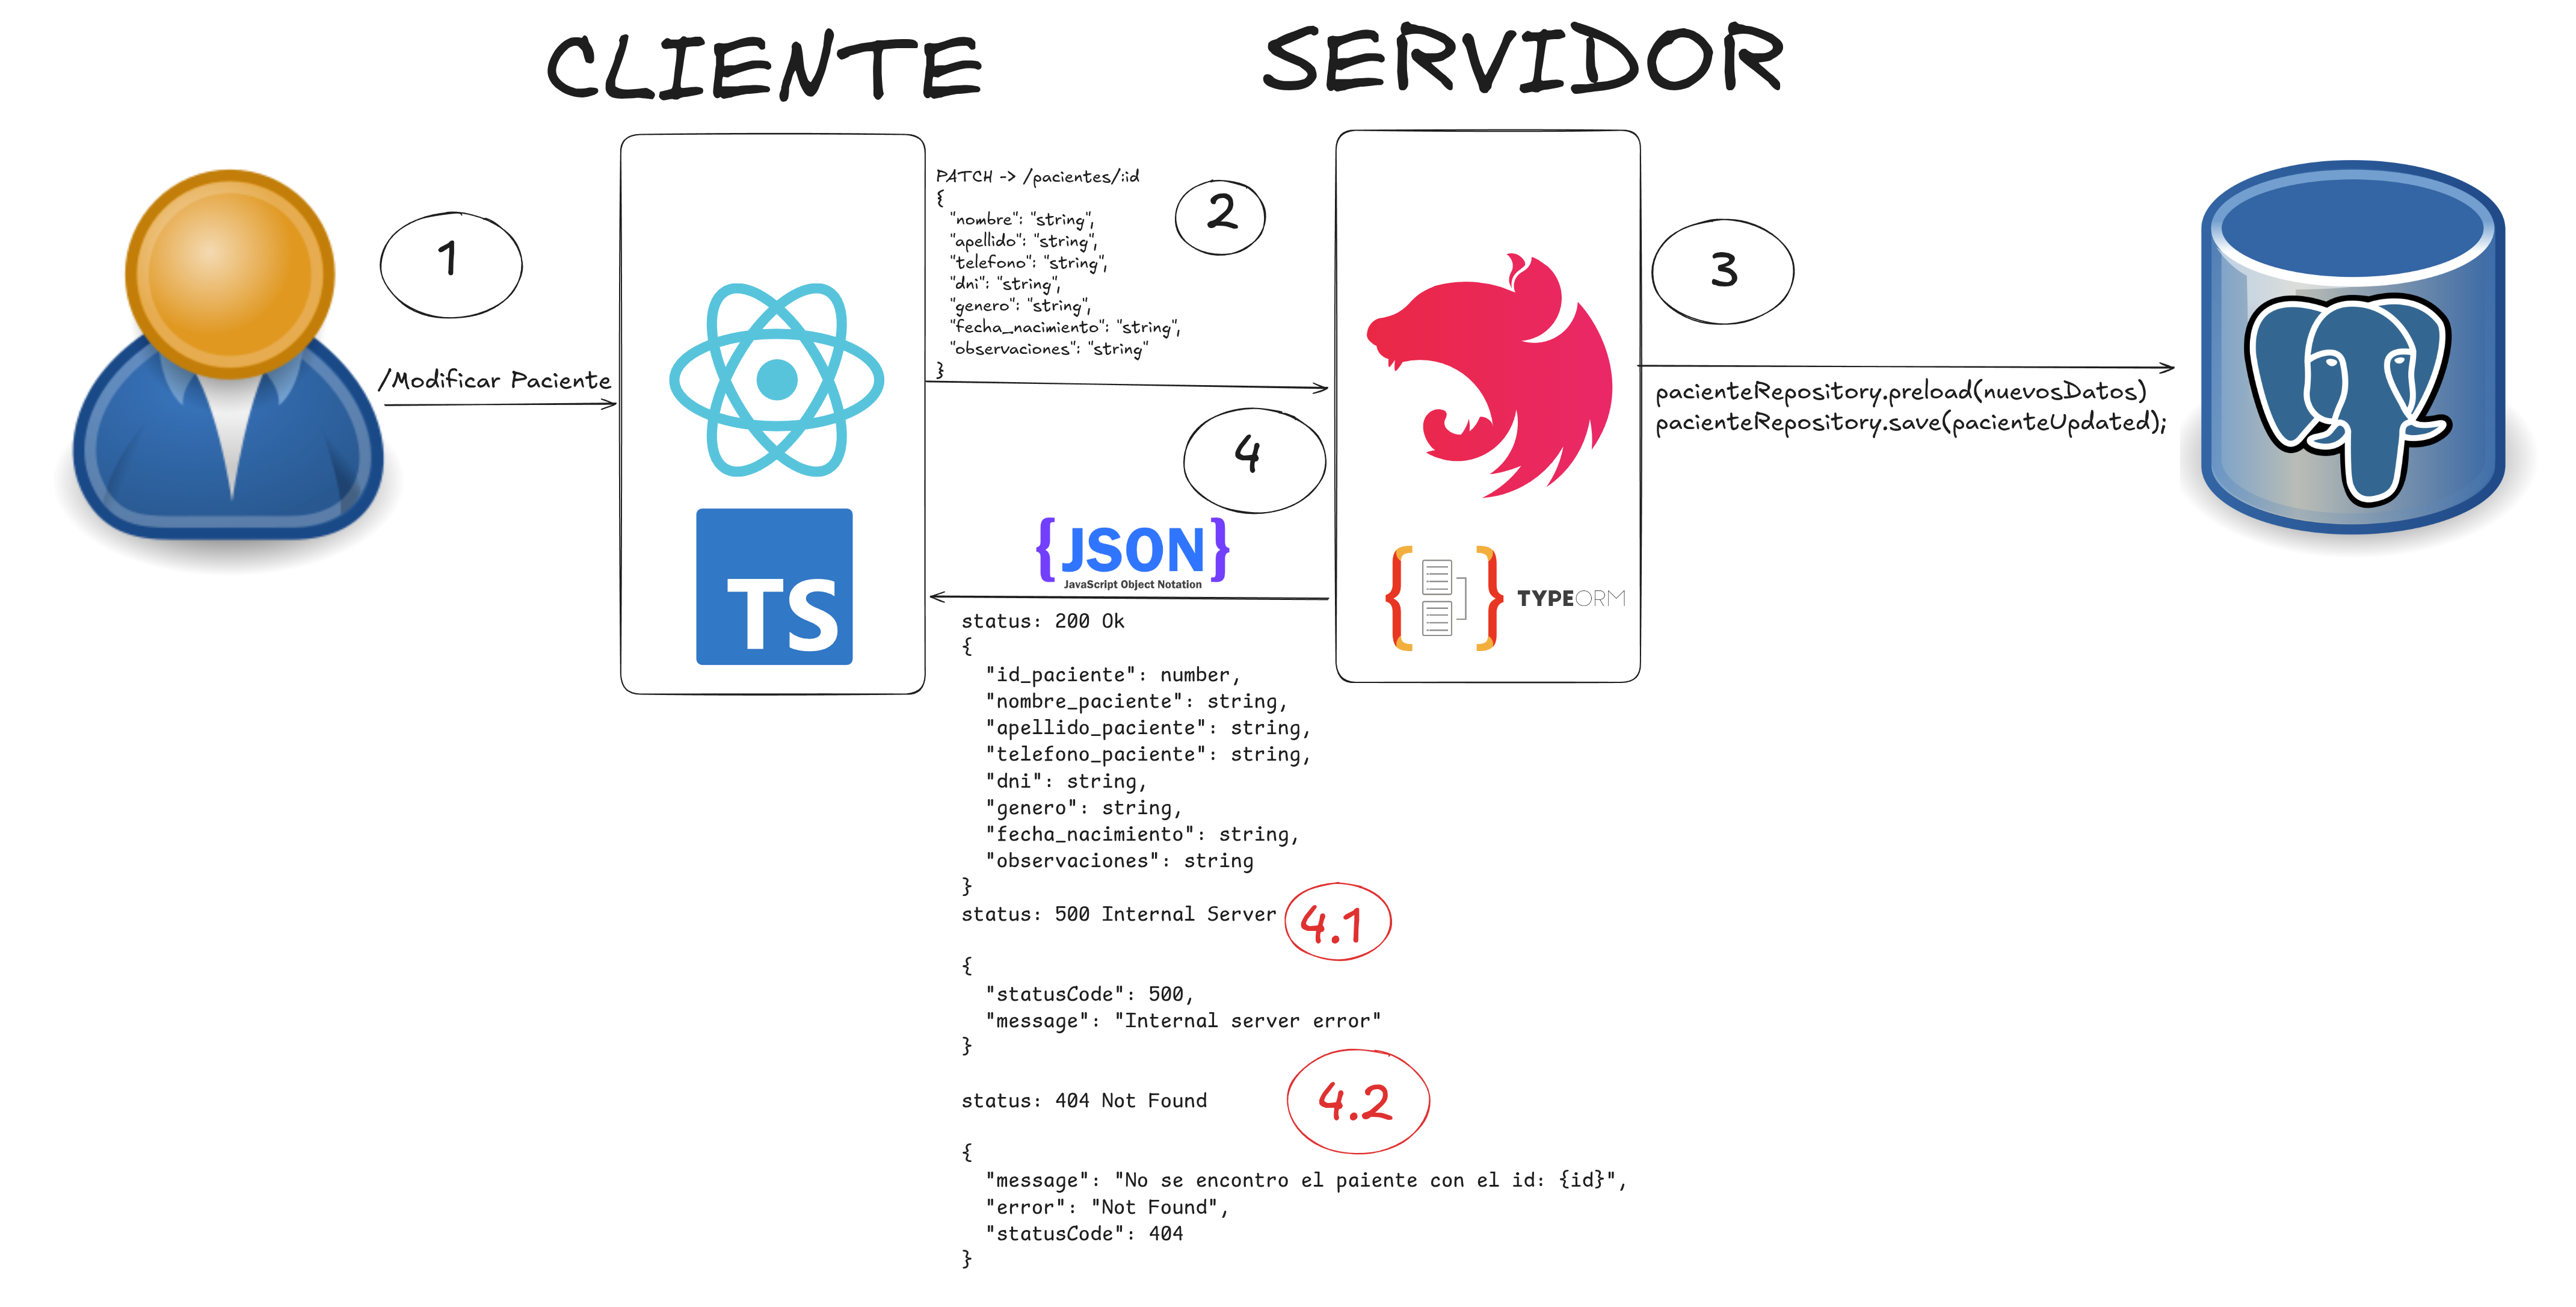 CLIENTE
SERVIDOR
1
/Modificar Paciente
TS
PATCH -> /pacientes/:id
{
"nombre": "string",
"apellido": "string",
"telefono": "string",
"dni": "string",
"genero": "string",
"fecha_nacimiento": "string",
"observaciones": "string"
}
2
3
pacienteRepository.preload(nuevosDatos)
pacienteRepository.save(pacienteUpdated);
TYPEORM
4
{JSON}
JavaScript Object Notation
status: 200 Ok
{
"id_paciente": number,
"nombre_paciente": string,
"apellido_paciente": string,
"telefono_paciente": string,
"dni": string,
"genero": string,
"fecha_nacimiento": string,
"observaciones": string
}
status: 500 Internal Server
4.1
{
"statusCode": 500,
"message": "Internal server error"
}
status: 404 Not Found
4.2
{
"message": "No se encontro el paiente con el id: {id}",
"error": "Not Found",
"statusCode": 404
}